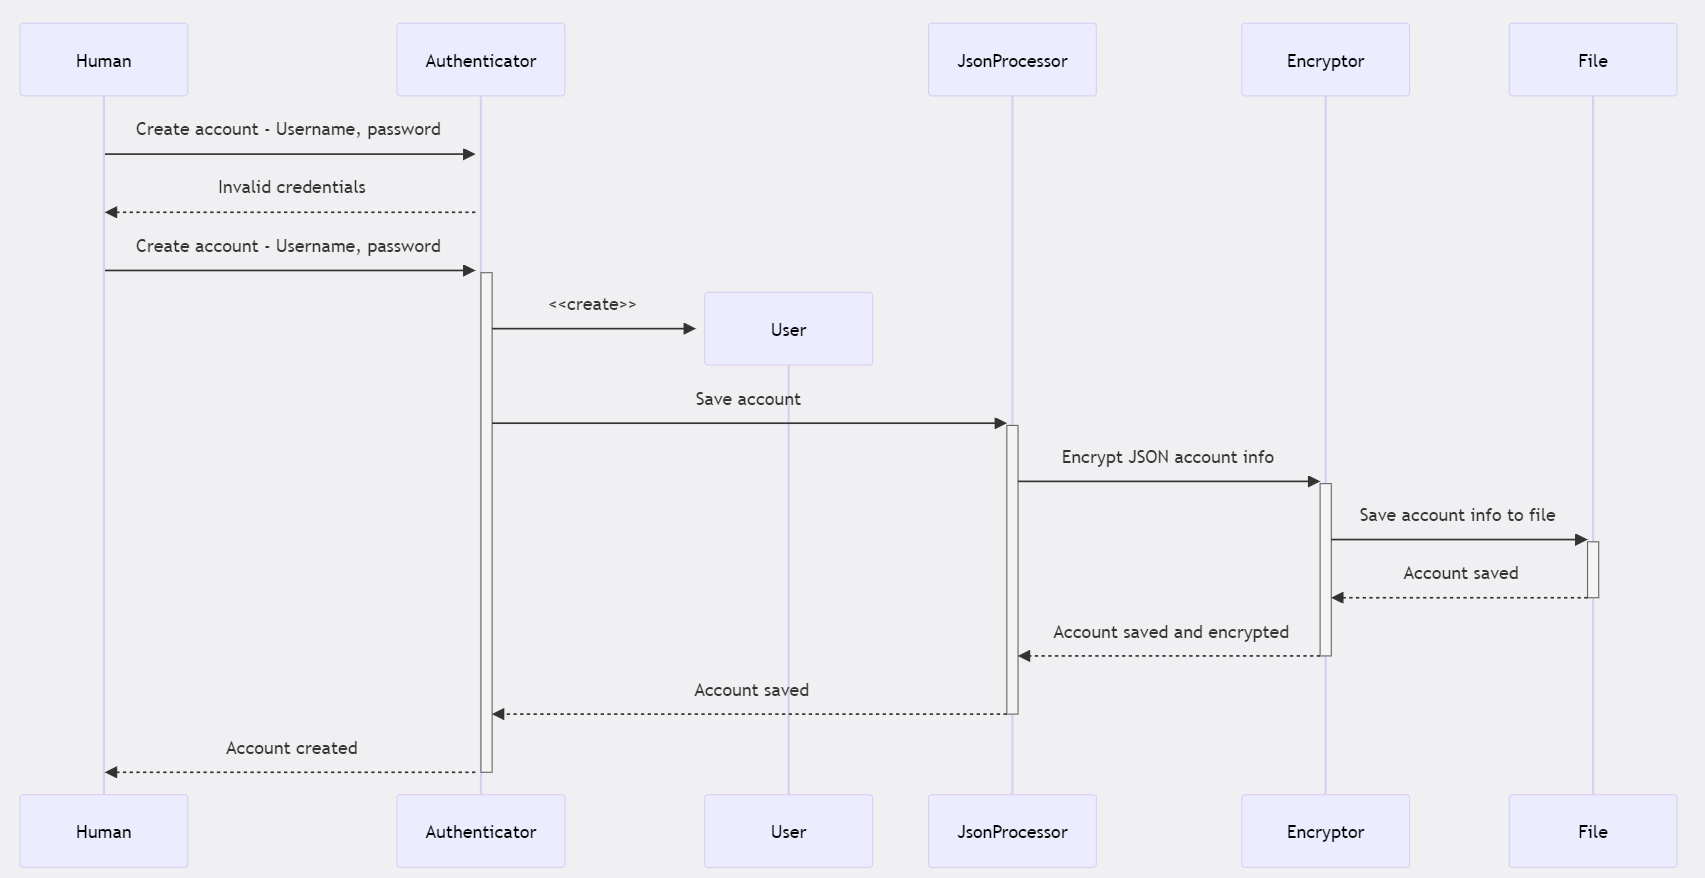 Human
Authenticator
JsonProcessor
Encryptor
File
Create account - Username, password
Invalid credentials
Create account - Username, password
<<create>>
User
Save account
Encrypt JSON account info
Save account info to file
Account saved
Account saved and encrypted
Account saved
Account created
Human
Authenticator
User
JsonProcessor
Encryptor
File